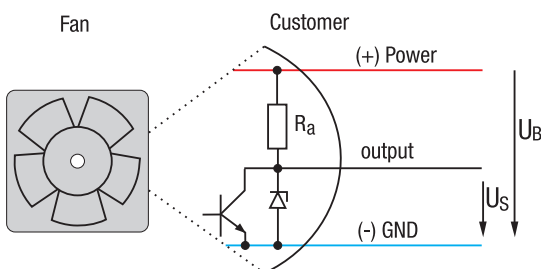 Fan
Customer
(+) Power
Ra
UB
output
US
(-) GND